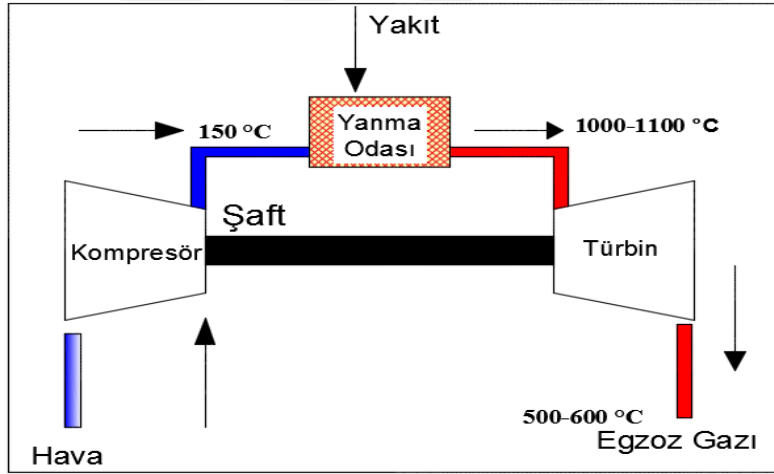 Yakıt
150 °C
Yanma
Odası
1000-1100 °C
Şaft
Kompresör
Türbin
500-600 °C
Hava
Egzoz Gazı